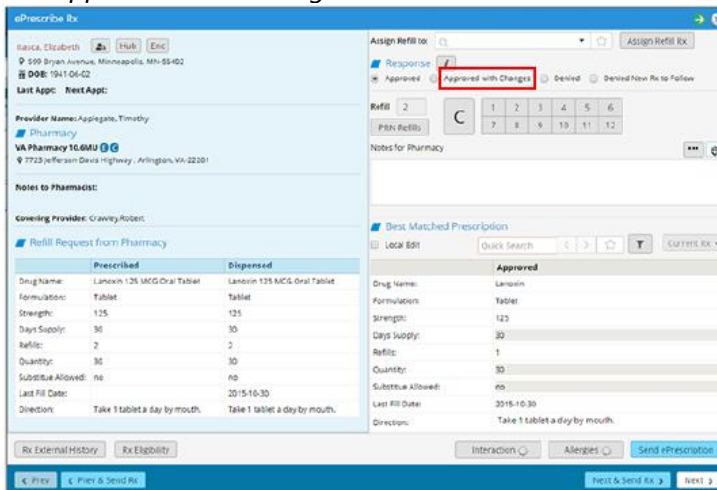 ePrescribe Rx
Rasca, Elizabeth Hub Enc
599 Bryan Avenue, Minneapolis, MN-55402
DOB: 1941-06-02
Last Appt: Next Appt:
Provider Name: Applegate, Timothy
Pharmacy
VA Pharmacy 10.6MU
7723 Jefferson Davis Highway, Arlington, VA-22201
Notes to Pharmacist:
Covering Provider: Crawley, Robert
Refill Request from Pharmacy
Prescribed Dispensed
Drug Name: Lanoxin 125 MCG Oral Tablet Lanoxin 125 MCG Oral Tablet
Formulation: Tablet Tablet
Strength: 125 125
Days Supply: 30 30
Refills: 2 2
Quantity: 30 30
Substitue Allowed: no no
Last Fill Date: 2015-10-30
Direction: Take 1 tablet a day by mouth. Take 1 tablet a day by mouth.
Rx External History Rx Eligibility
Assign Refill to: Assign Refill Rx
Response
Approved Approved with Changes Denied Denied New Rx to Follow
Refill 2 C 1 2 3 4 5 6
PRN Refills 7 8 9 10 11 12
Notes for Pharmacy
Best Matched Prescription
Local Edit Quick Search T Current Rx
Approved
Drug Name: Lanoxin
Formulation: Tablet
Strength: 125
Days Supply: 30
Refills: 1
Quantity: 30
Substitue Allowed: no
Last Fill Date: 2015-10-30
Direction: Take 1 tablet a day by mouth.
Interaction Allergies Send ePrescription
Prev Prev & Send Rx Next & Send Rx Next